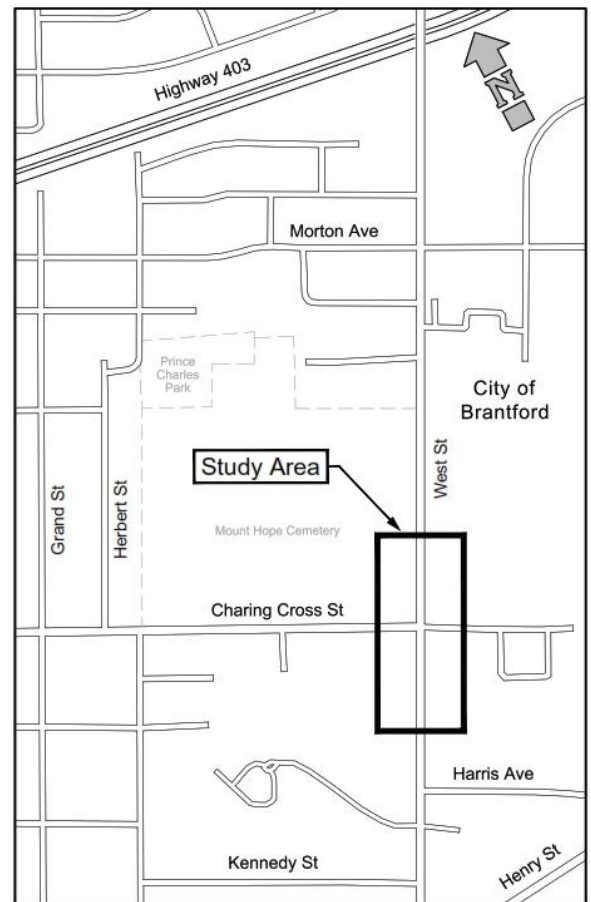 Highway 403
N
Morton Ave
Prince
Charles
Park
City of
Brantford
Study Area
West St
Grand St
Herbert St
Mount Hope Cemetery
Charing Cross St
Harris Ave
Kennedy St
Henry St